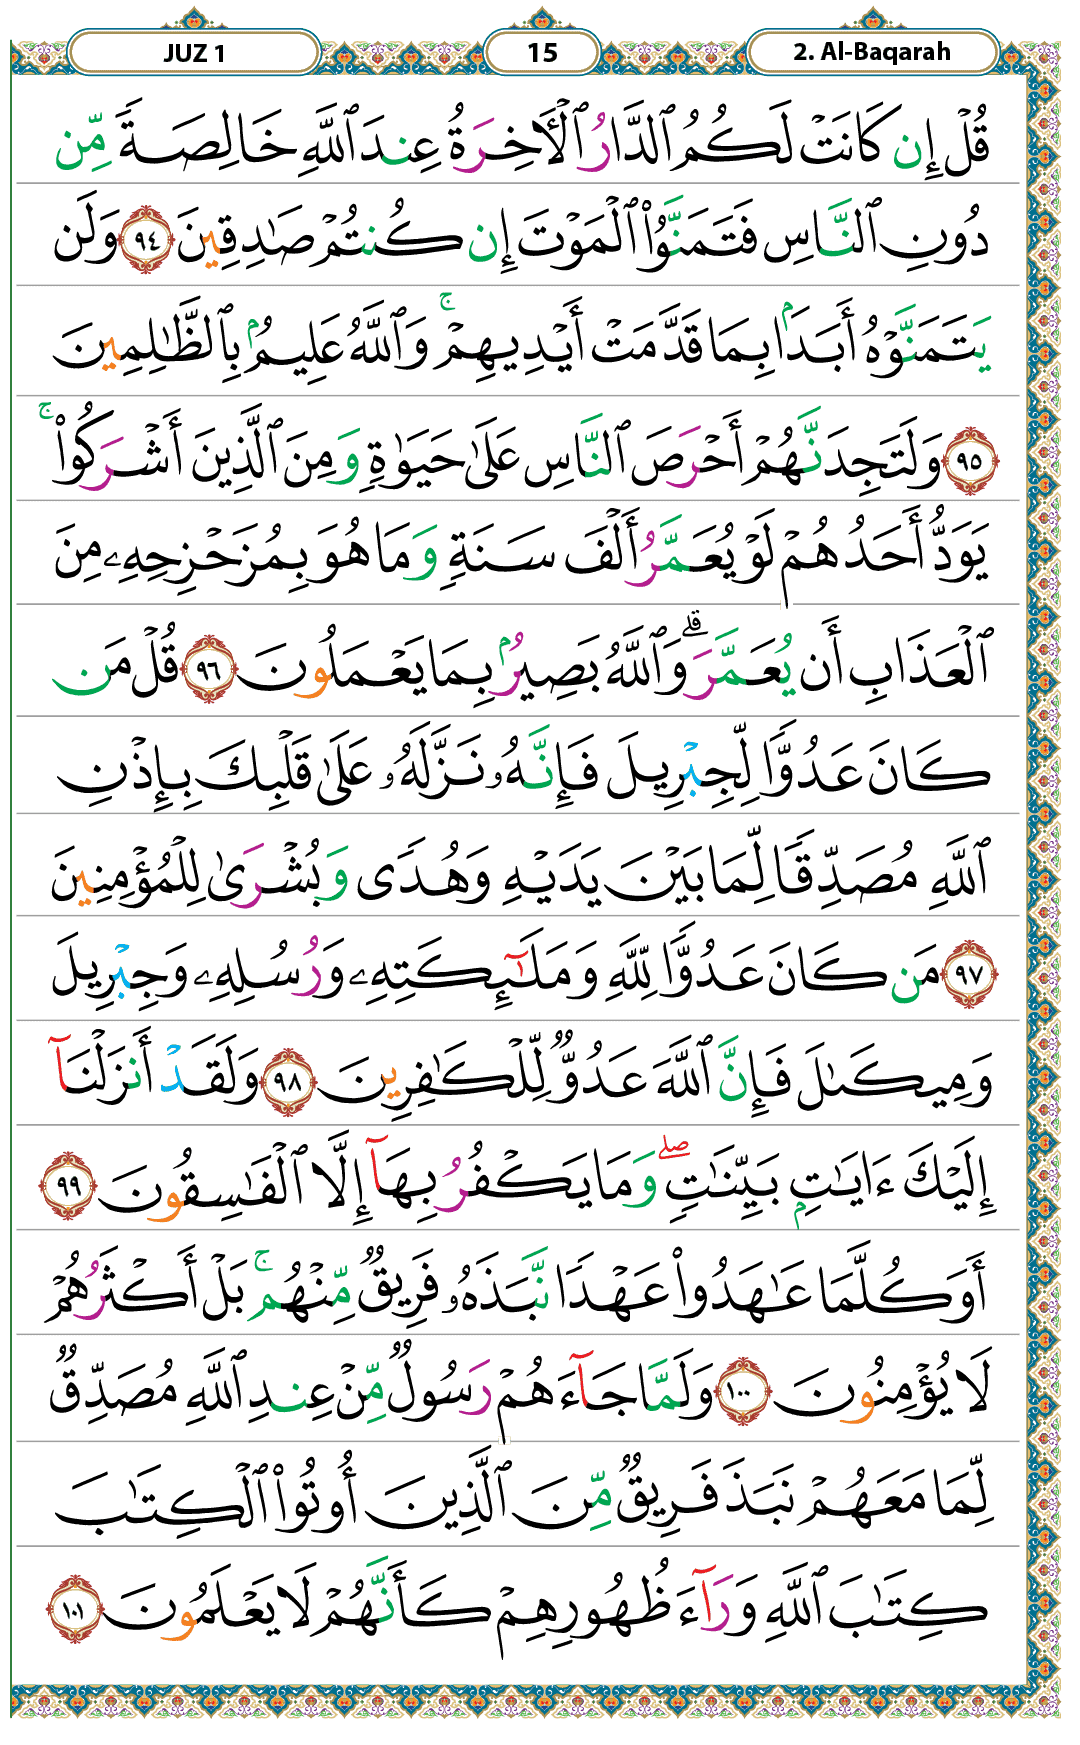 JUZ 1
15
2. Al-Baqarah
قُلْ إِن كَانَتْ لَكُمُ ٱلدَّارُ ٱلْأَخِرَةُ عِندَ ٱللَّهِ خَالِصَةً مِّن
دُونِ ٱلنَّاسِ فَتَمَنَّوُا۟ ٱلْمَوْتَ إِن كُنتُمْ صَادِقِينَ ٩٤ وَلَن
يَتَمَنَّوْهُ أَبَدَۢا بِمَا قَدَّمَتْ أَيْدِيهِمْ ۚ وَٱللَّهُ عَلِيمُۢ بِٱلظَّالِمِينَ
٩٥ وَلَتَجِدَنَّهُمْ أَحْرَصَ ٱلنَّاسِ عَلَىٰ حَيَوٰةٍ وَمِنَ ٱلَّذِينَ أَشْرَكُوا۟ ۚ
يَوَدُّ أَحَدُهُمْ لَوْ يُعَمَّرُ أَلْفَ سَنَةٍ وَمَا هُوَ بِمُزَحْزِحِهِۦ مِنَ
ٱلْعَذَابِ أَن يُعَمَّرَ ۗ وَٱللَّهُ بَصِيرُۢ بِمَا يَعْمَلُونَ ٩٦ قُلْ مَن
كَانَ عَدُوًّا لِّجِبْرِيلَ فَإِنَّهُۥ نَزَّلَهُۥ عَلَىٰ قَلْبِكَ بِإِذْنِ
ٱللَّهِ مُصَدِّقًا لِّمَا بَيْنَ يَدَيْهِ وَهُدًى وَبُشْرَىٰ لِلْمُؤْمِنِينَ
٩٧ مَن كَانَ عَدُوًّا لِلَّهِ وَمَلَـٰٓئِكَتِهِۦ وَرُسُلِهِۦ وَجِبْرِيلَ
وَمِيكَىٰلَ فَإِنَّ ٱللَّهَ عَدُوٌّ لِّلْكَافِرِينَ ٩٨ وَلَقَدْ أَنزَلْنَآ
إِلَيْكَ ءَايَـٰتِۭ بَيِّنَـٰتٍ ۖ وَمَا يَكْفُرُ بِهَآ إِلَّا ٱلْفَـٰسِقُونَ ٩٩
أَوَكُلَّمَا عَـٰهَدُوا۟ عَهْدًا نَّبَذَهُۥ فَرِيقٌ مِّنْهُم ۚ بَلْ أَكْثَرُهُمْ
لَا يُؤْمِنُونَ ١٠٠ وَلَمَّا جَآءَهُمْ رَسُولٌ مِّنْ عِندِ ٱللَّهِ مُصَدِّقٌ
لِّمَا مَعَهُمْ نَبَذَ فَرِيقٌ مِّنَ ٱلَّذِينَ أُوتُوا۟ ٱلْكِتَـٰبَ
كِتَـٰبَ ٱللَّهِ وَرَآءَ ظُهُورِهِمْ كَأَنَّهُمْ لَا يَعْلَمُونَ ١٠١